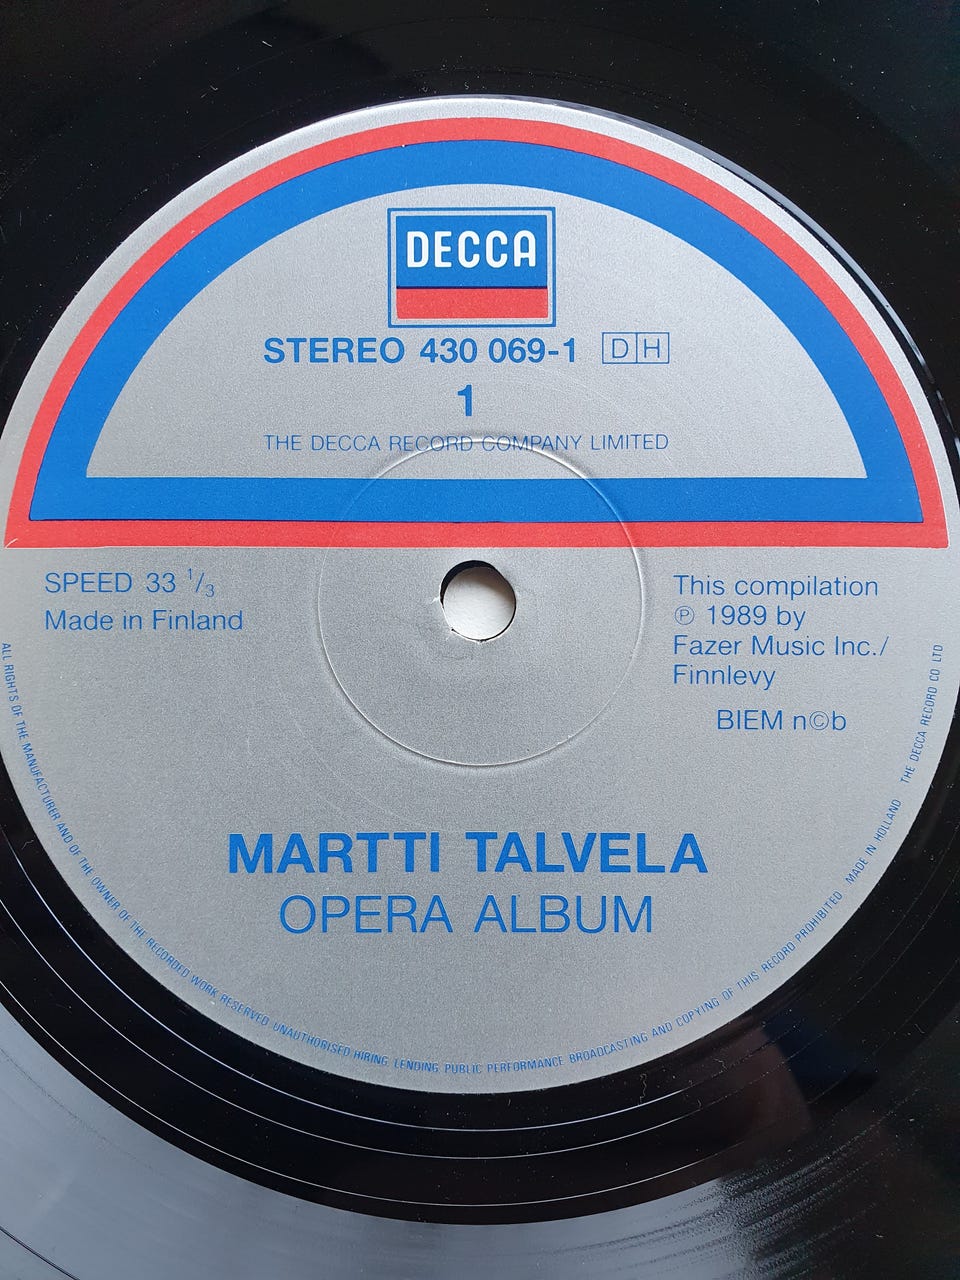 DECCA
STEREO 430 069-1 DH
1
THE DECCA RECORD COMPANY LIMITED
SPEED 33 1/3
Made in Finland
This compilation
℗ 1989 by
Fazer Music Inc./
Finnlevy
BIEM n©b
MARTTI TALVELA
OPERA ALBUM
ALL RIGHTS OF THE MANUFACTURER AND OF THE OWNER OF THE RECORDED WORK RESERVED UNAUTHORISED HIRING LENDING PUBLIC PERFORMANCE BROADCASTING AND COPYING OF THIS RECORD PROHIBITED MADE IN HOLLAND THE DECCA RECORD CO LTD